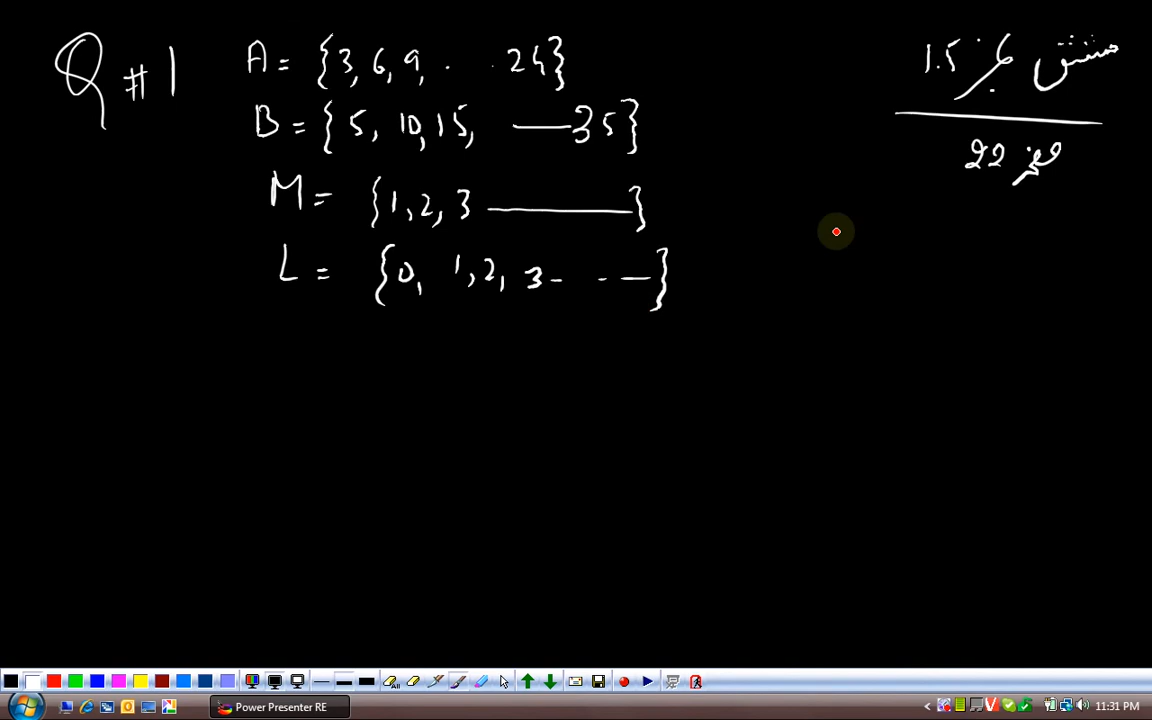 Q # 1
A = {3, 6, 9, . . 24}
B = {5, 10, 15, —35}
M = {1, 2, 3 ———}
L = {0, 1, 2, 3- - —}
مشق نمبر 1.5
صفحہ نمبر 22
Power Presenter RE
11:31 PM